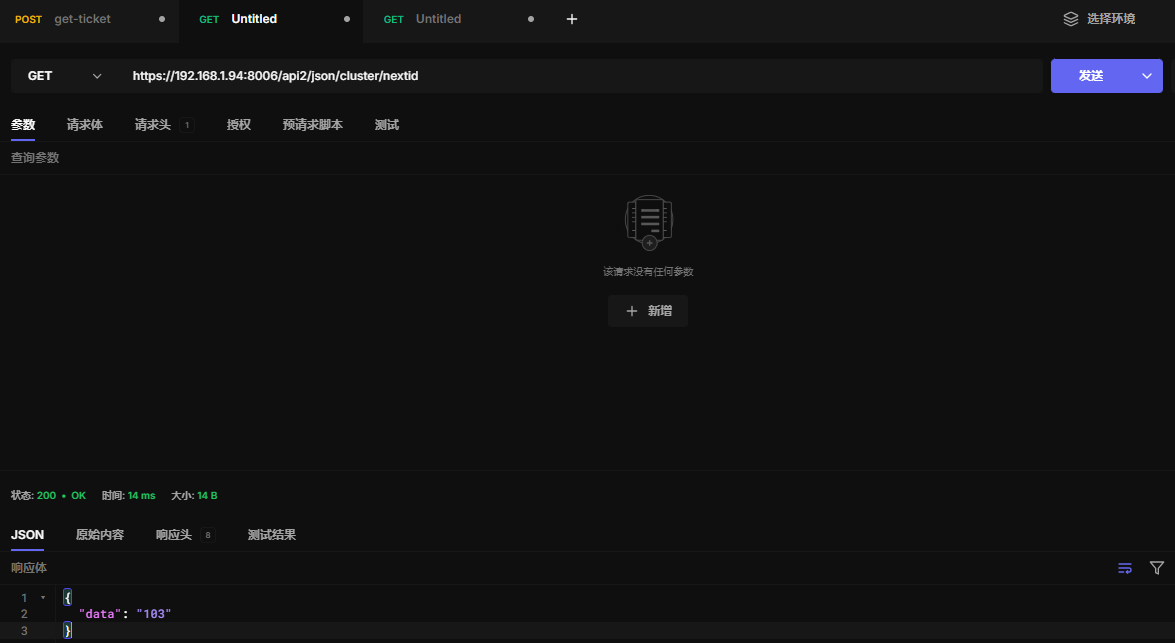 POST get-ticket GET Untitled GET Untitled 选择环境
GET https://192.168.1.94:8006/api2/json/cluster/nextid 发送
参数 请求体 请求头 1 授权 预请求脚本 测试
查询参数
该请求没有任何参数
+ 新增
状态: 200 • OK 时间: 14 ms 大小: 14 B
JSON 原始内容 响应头 8 测试结果
响应体
1 {
2 "data": "103"
3 }